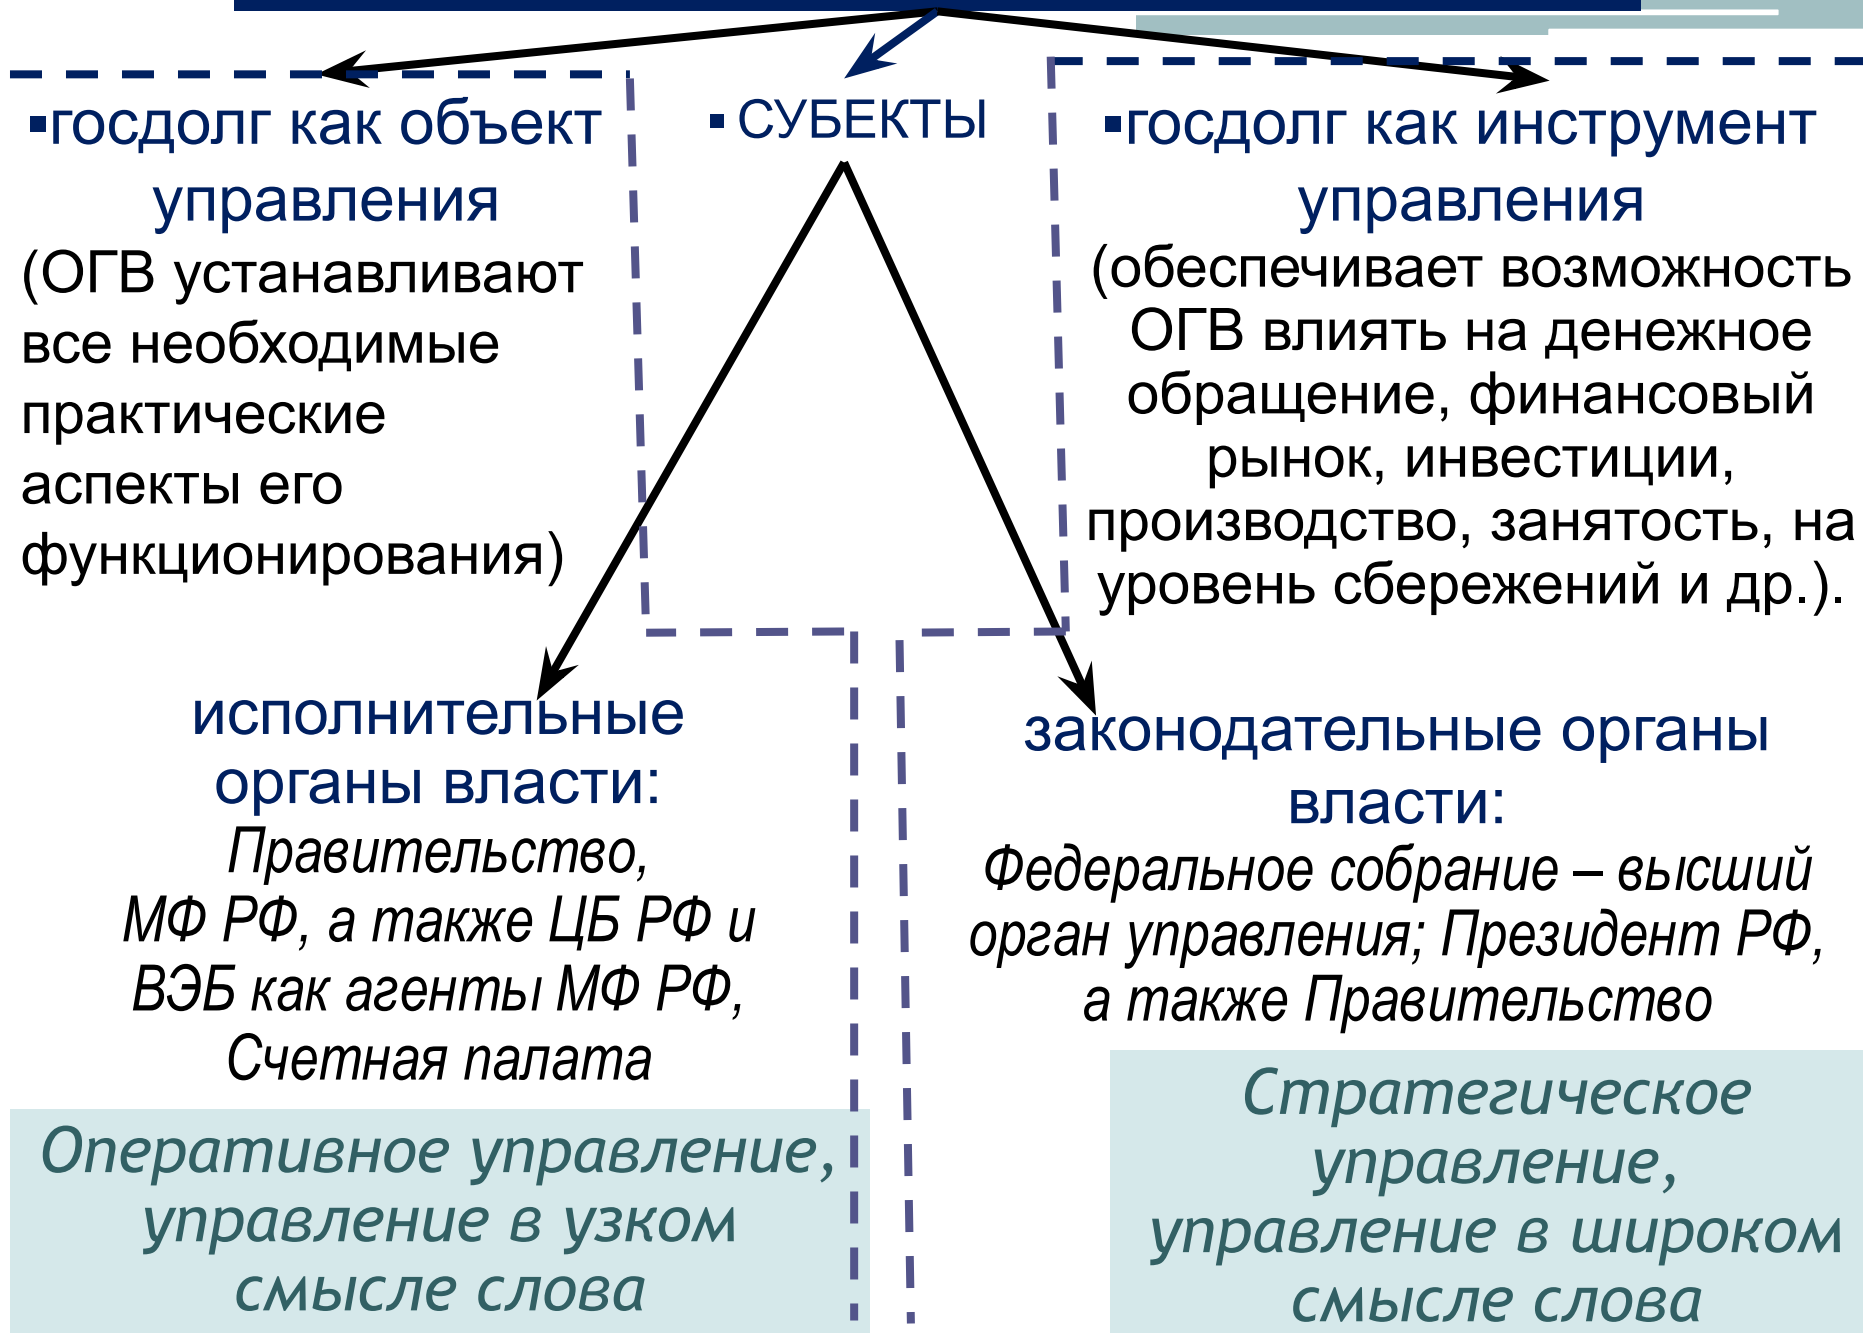 ▪госдолг как объект
управления
(ОГВ устанавливают
все необходимые
практические
аспекты его
функционирования)
▪ СУБЕКТЫ
▪госдолг как инструмент
управления
(обеспечивает возможность
ОГВ влиять на денежное
обращение, финансовый
рынок, инвестиции,
производство, занятость, на
уровень сбережений и др.).
исполнительные
органы власти:
Правительство,
МФ РФ, а также ЦБ РФ и
ВЭБ как агенты МФ РФ,
Счетная палата
Оперативное управление,
управление в узком
смысле слова
законодательные органы
власти:
Федеральное собрание – высший
орган управления; Президент РФ,
а также Правительство
Стратегическое
управление,
управление в широком
смысле слова